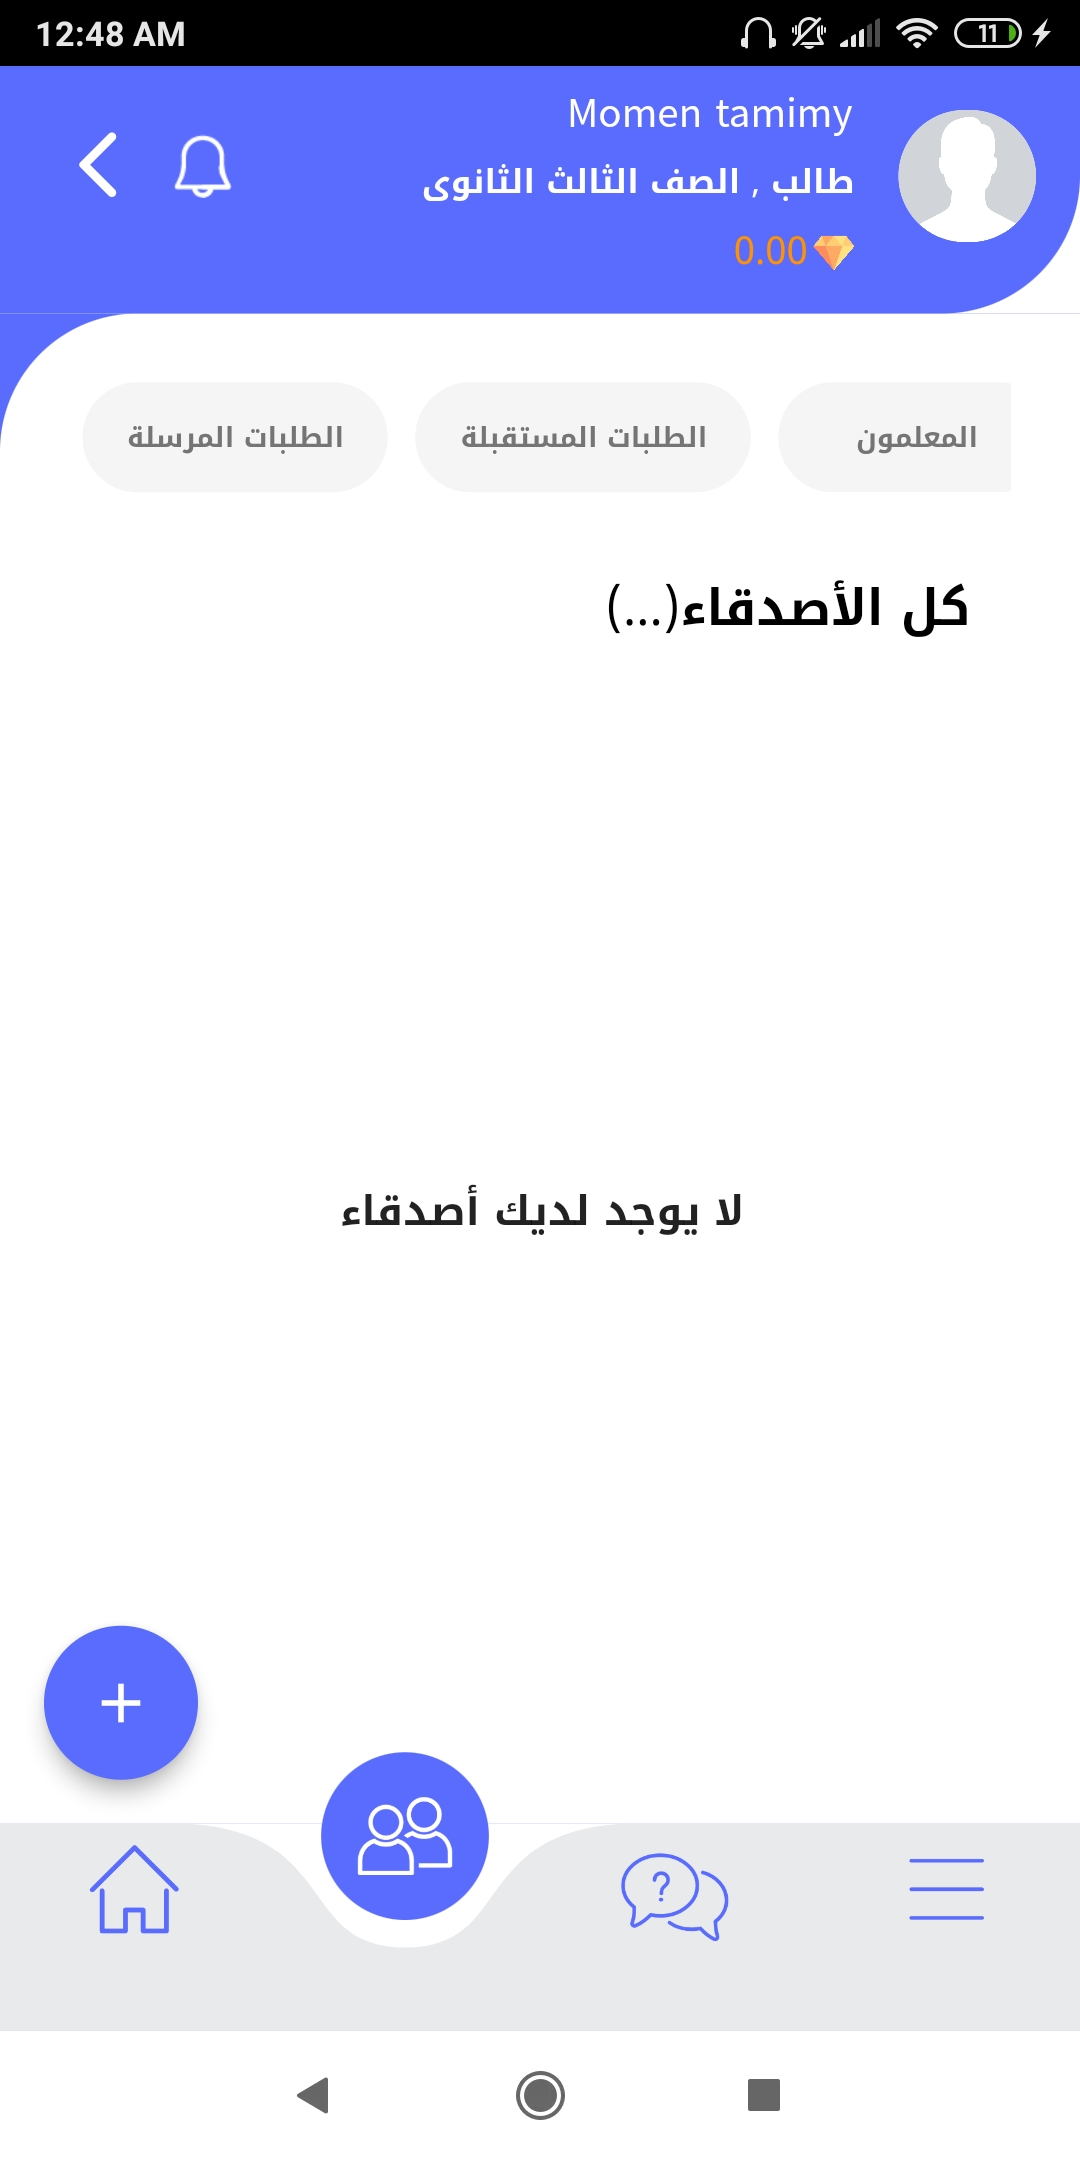 12:48 AM
11
Momen tamimy
طالب , الصف الثالث الثانوى
0.00
المعلمون
الطلبات المستقبلة
الطلبات المرسلة
كل الأصدقاء(...)
لا يوجد لديك أصدقاء
+
?